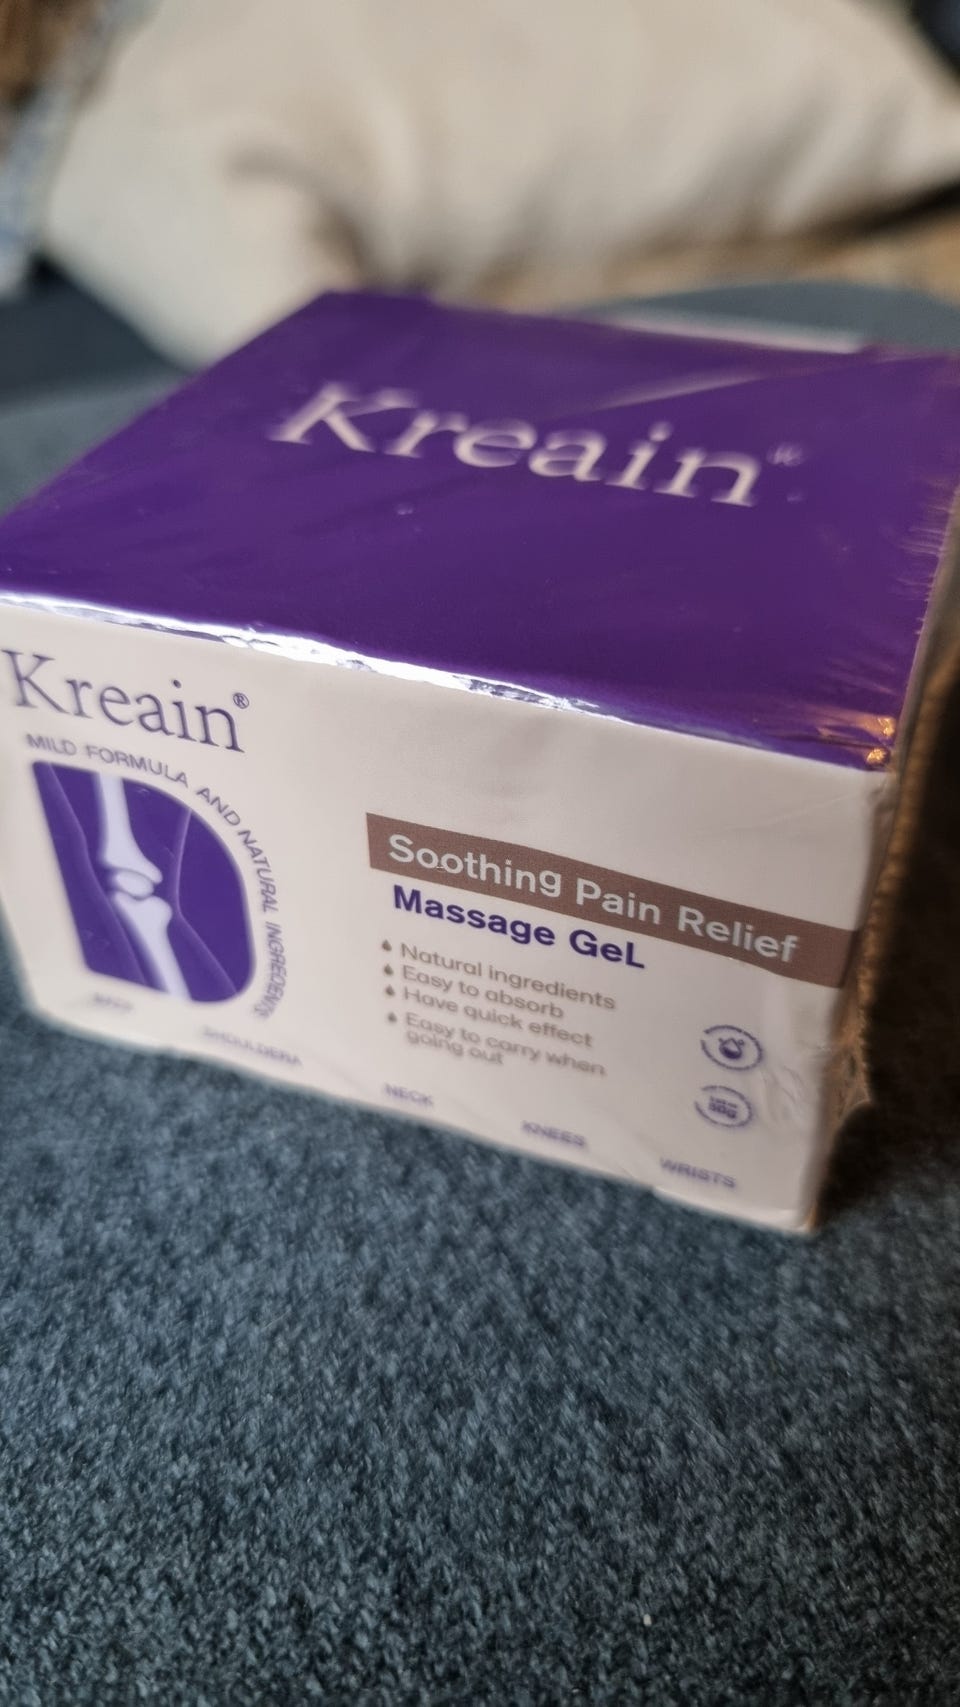 Kreain
Kreain®
MILD FORMULA AND NATURAL INGREDIENTS
Soothing Pain Relief
Massage GeL
Natural ingredients
Easy to absorb
Have quick effect
Easy to carry when
going out
SHOULDERA
NECK
KNEES
WRISTS